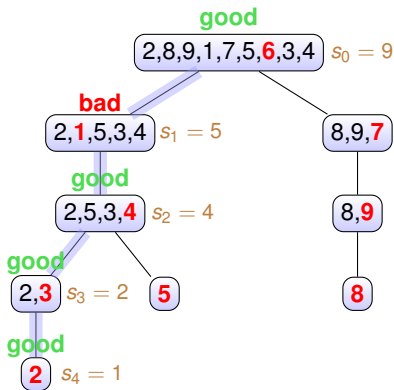 good
2,8,9,1,7,5,6,3,4 s₀ = 9
bad
2,1,5,3,4 s₁ = 5 8,9,7
good
2,5,3,4 s₂ = 4 8,9
good
2,3 s₃ = 2 5 8
good
2 s₄ = 1